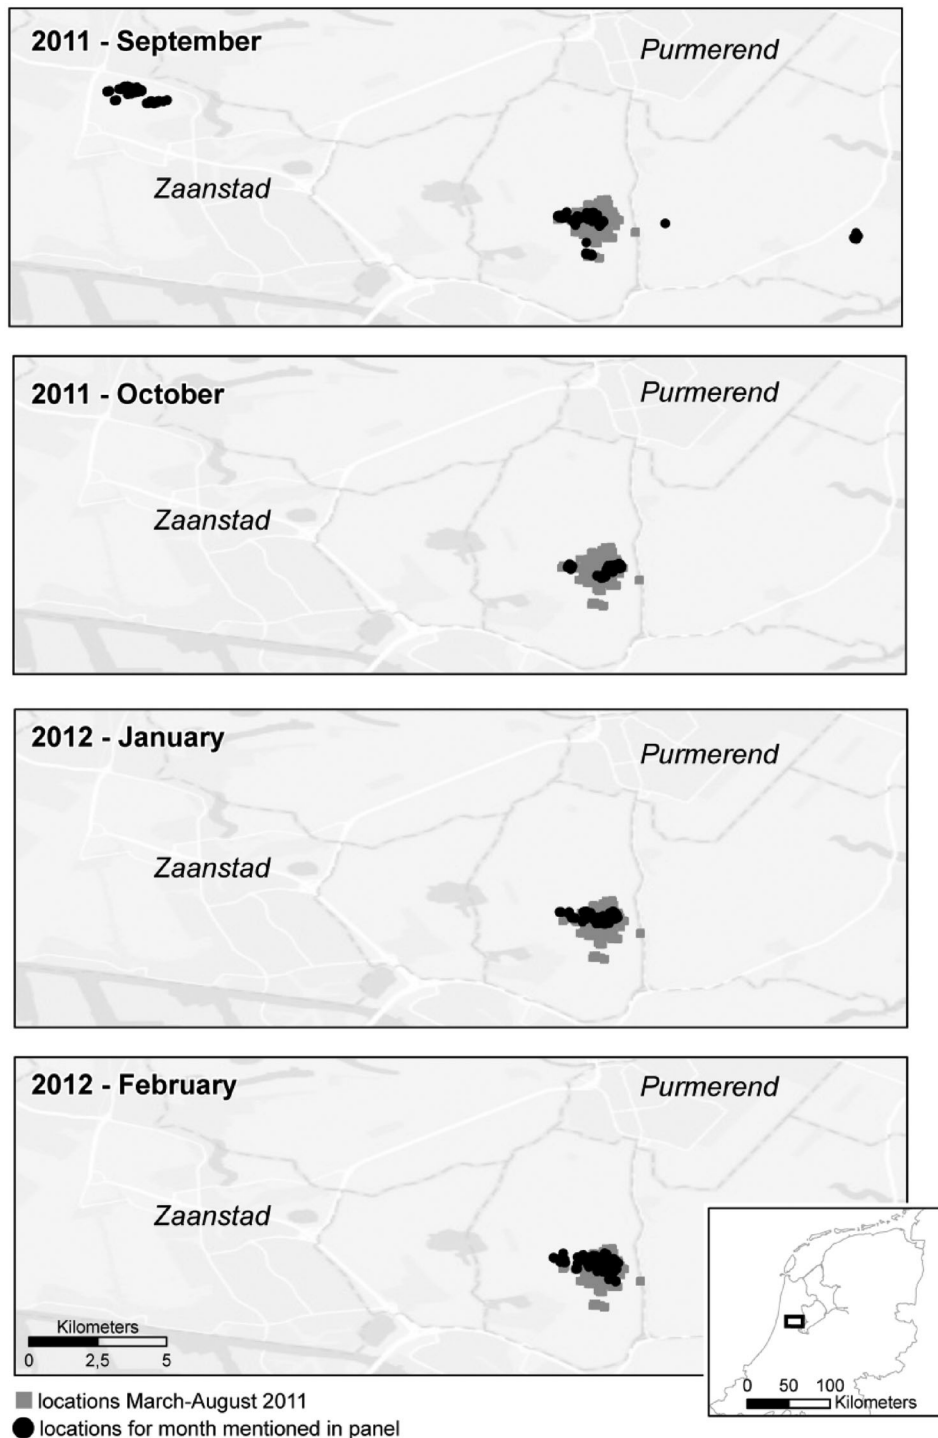 2011 - September
Purmerend
Zaanstad
2011 - October
Purmerend
Zaanstad
2012 - January
Purmerend
Zaanstad
2012 - February
Purmerend
Zaanstad
Kilometers
0 2,5 5
0 50 100
Kilometers
locations March-August 2011
locations for month mentioned in panel